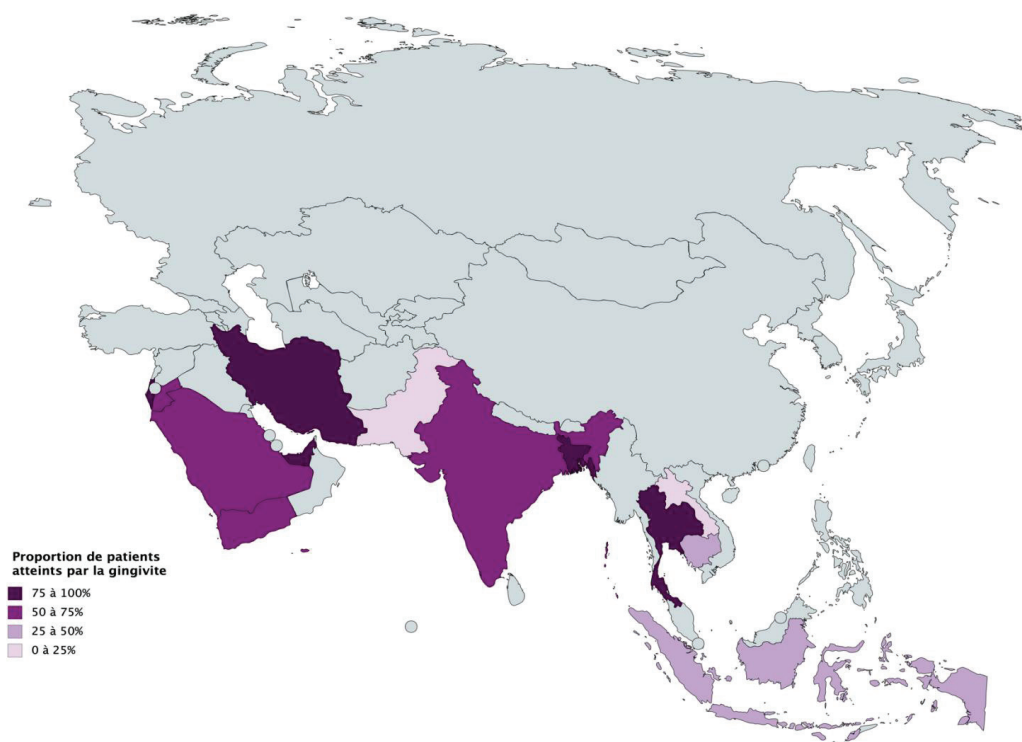 Proportion de patients
atteints par la gingivite
75 à 100%
50 à 75%
25 à 50%
0 à 25%